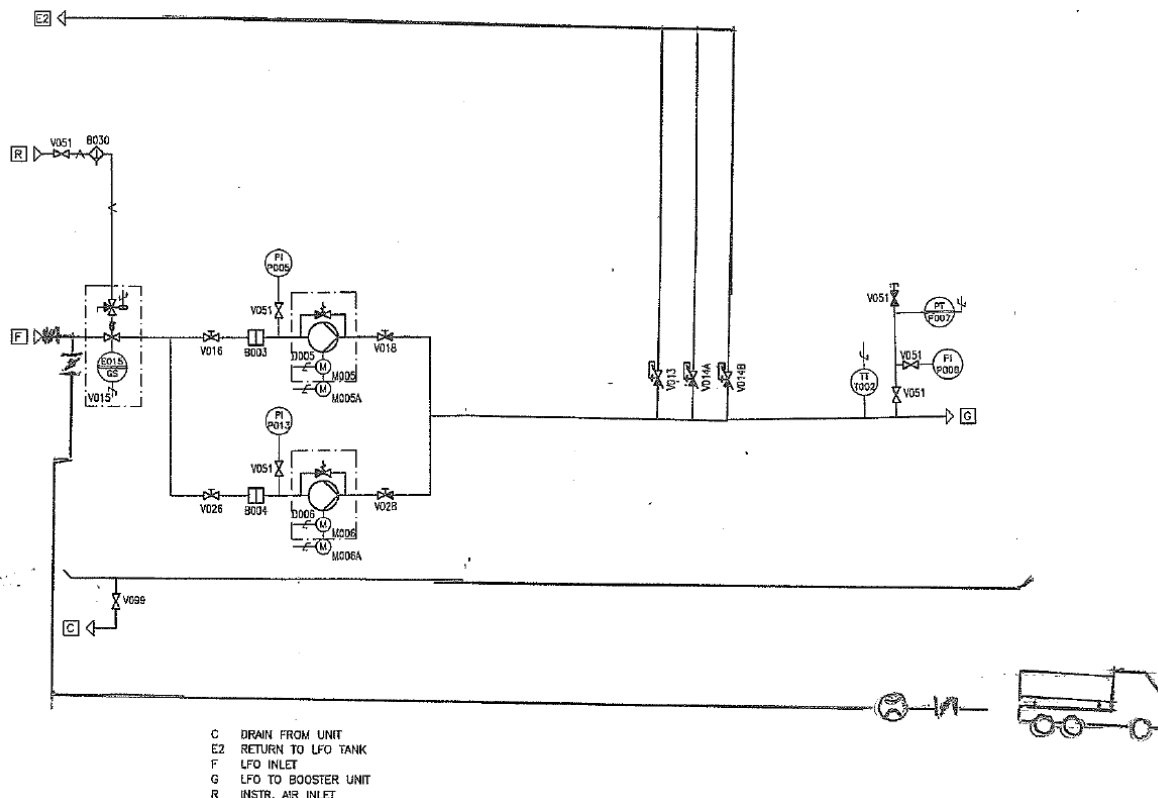 E2
R
V051
B030
PI
P005
V051
V051
PT
P007
F
V016
B003
D005
V018
M
M005
M
M005A
E015
GS
V015
V013
V014A
V014B
TI
T002
V051
PI
P008
V051
G
PI
P013
V051
V026
B004
D006
V028
M
M006
M
M006A
V099
C
C DRAIN FROM UNIT
E2 RETURN TO LFO TANK
F LFO INLET
G LFO TO BOOSTER UNIT
R INSTR. AIR INLET